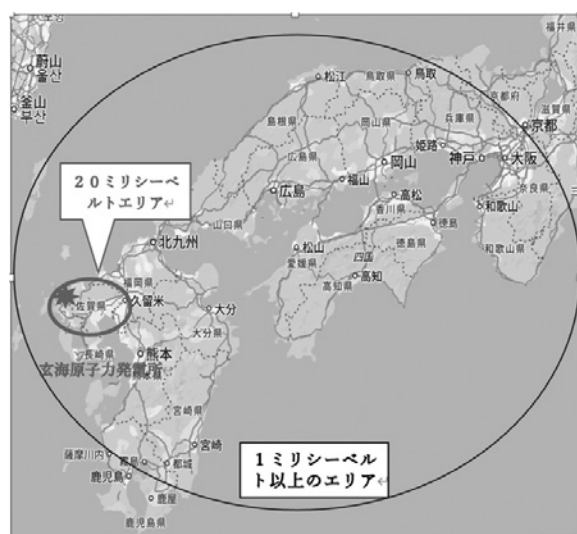 포항
蔚山
울산
釜山
부산
福井県
松江
鳥取県
鳥取
京都府
島根県
岡山県
兵庫県
滋賀県
京都
姫路
神戸
大阪
広島県
岡山
２０ミリシーベ
ルトエリア
広島
福山
高松
香川県
奈良県
和歌山
山口県
徳島
北九州
松山
愛媛県
四国
徳島県
和歌山県
福岡県
高知
佐賀県
久留米
高知県
大分
大分県
長崎県
熊本
玄海原子力発電所
宮崎県
宮崎
薩摩川内
霧島
都城
１ミリシーベル
ト以上のエリア
鹿児島
鹿屋
鹿児島県